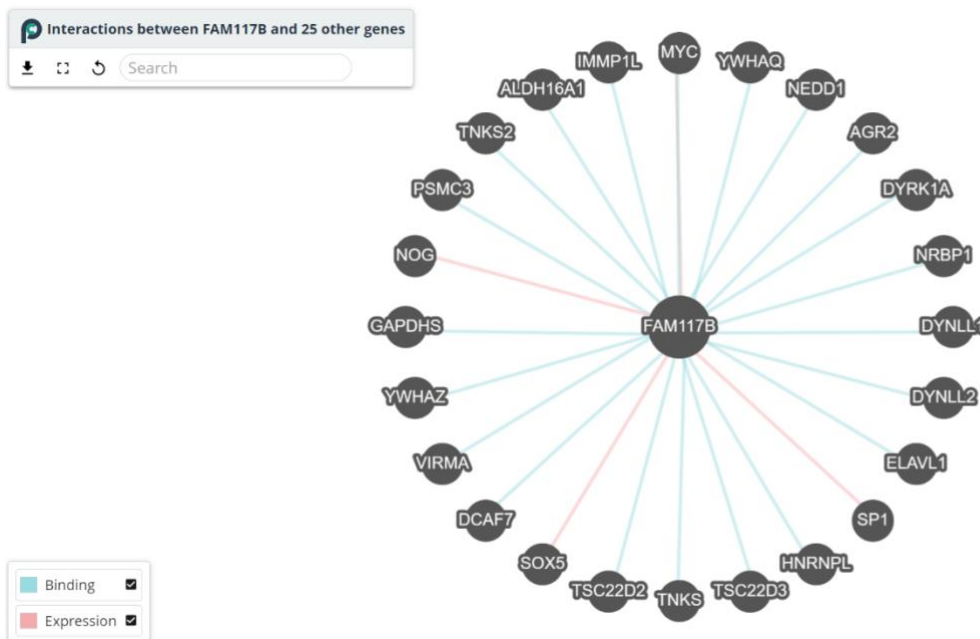 Interactions between FAM117B and 25 other genes
Search
MYC
IMMP1L
YWHAQ
ALDH16A1
NEDD1
TNKS2
AGR2
PSMC3
DYRK1A
NOG
NRBP1
GAPDHS
FAM117B
DYNLL1
YWHAZ
DYNLL2
VIRMA
ELAVL1
DCAF7
SP1
SOX5
HNRNPL
TSC22D2
TNKS
TSC22D3
Binding
Expression